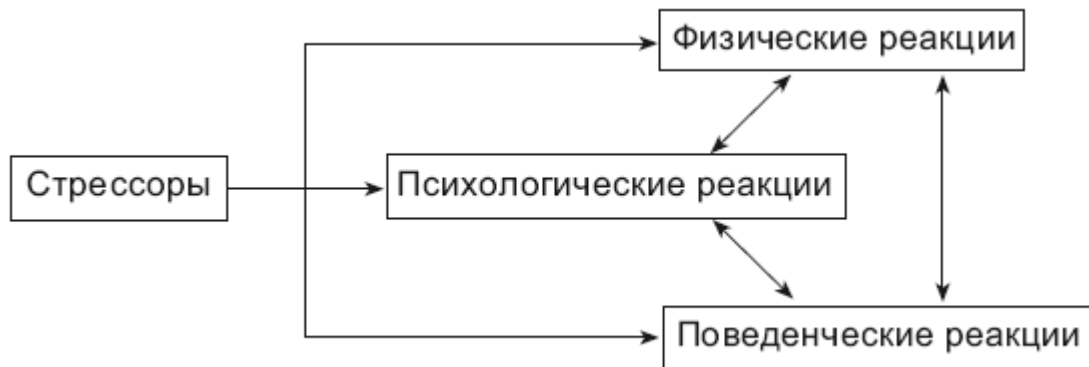 Физические реакции
Стрессоры
Психологические реакции
Поведенческие реакции